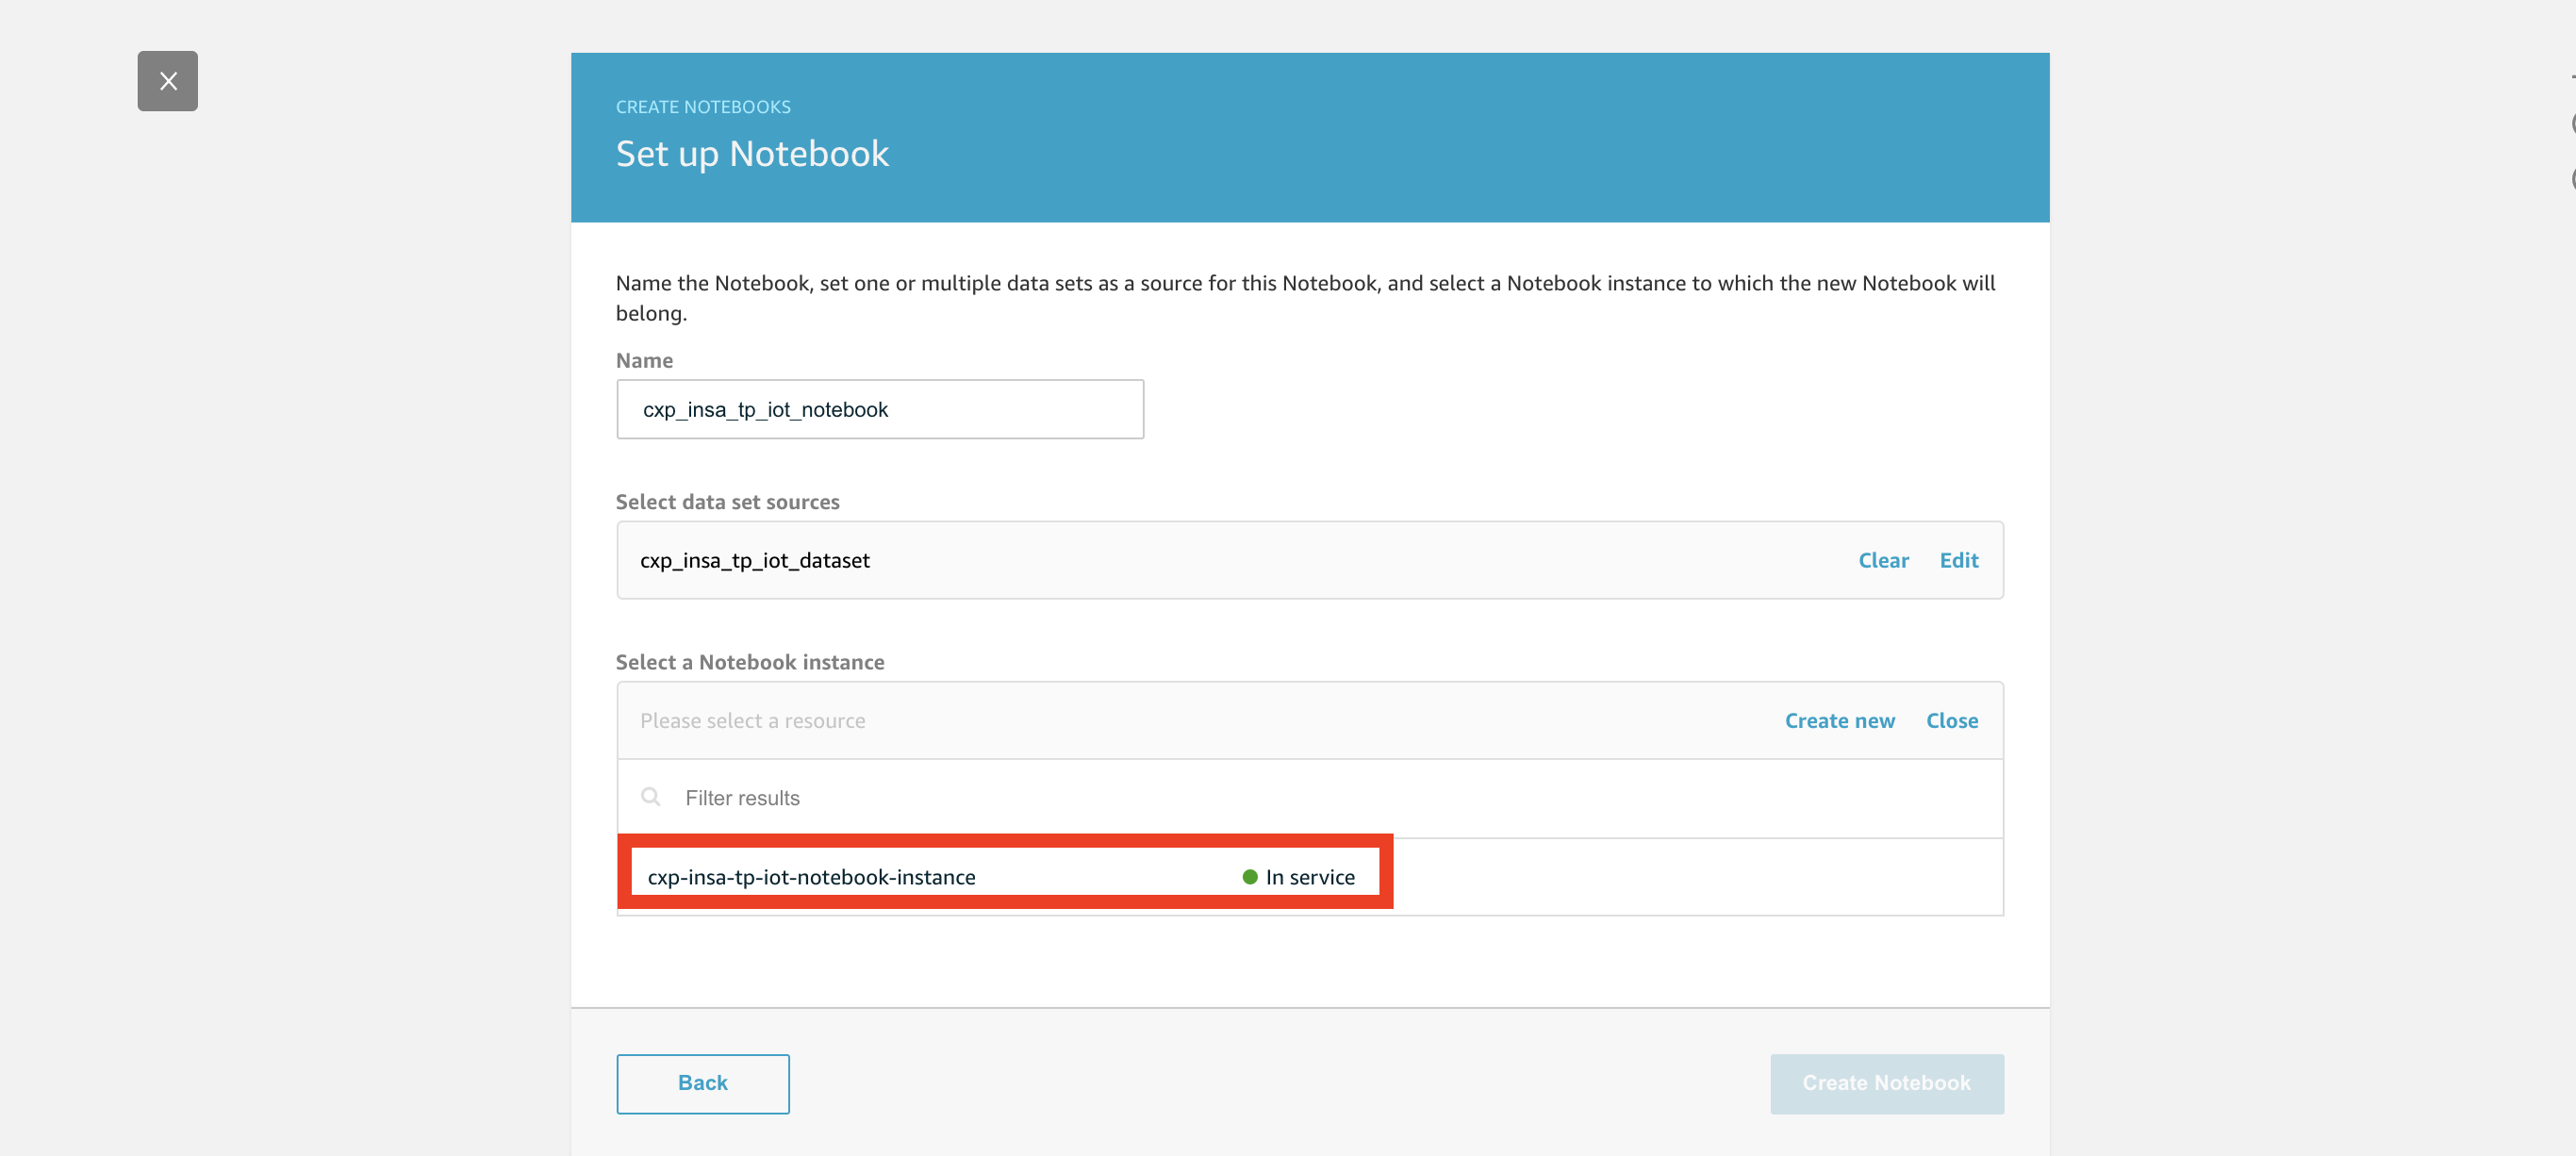 CREATE NOTEBOOKS
Set up Notebook
Name the Notebook, set one or multiple data sets as a source for this Notebook, and select a Notebook instance to which the new Notebook will
belong.
Name
cxp_insa_tp_iot_notebook
Select data set sources
cxp_insa_tp_iot_dataset Clear Edit
Select a Notebook instance
Please select a resource Create new Close
Filter results
cxp-insa-tp-iot-notebook-instance In service
Back Create Notebook